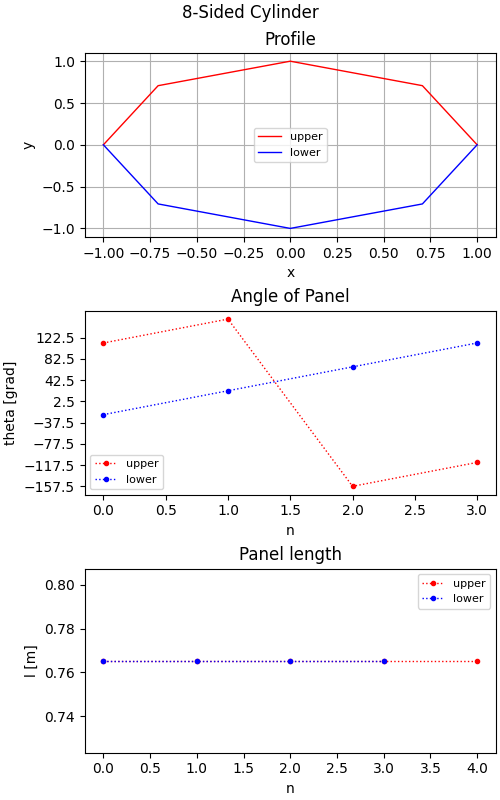 8-Sided Cylinder
Profile
1.0
0.5
0.0
−0.5
−1.0
y
upper
lower
−1.00 −0.75 −0.50 −0.25 0.00 0.25 0.50 0.75 1.00
x
Angle of Panel
122.5
82.5
42.5
2.5
−37.5
−77.5
−117.5
−157.5
theta [grad]
upper
lower
0.0 0.5 1.0 1.5 2.0 2.5 3.0
n
Panel length
0.80
0.78
0.76
0.74
l [m]
upper
lower
0.0 0.5 1.0 1.5 2.0 2.5 3.0 3.5 4.0
n